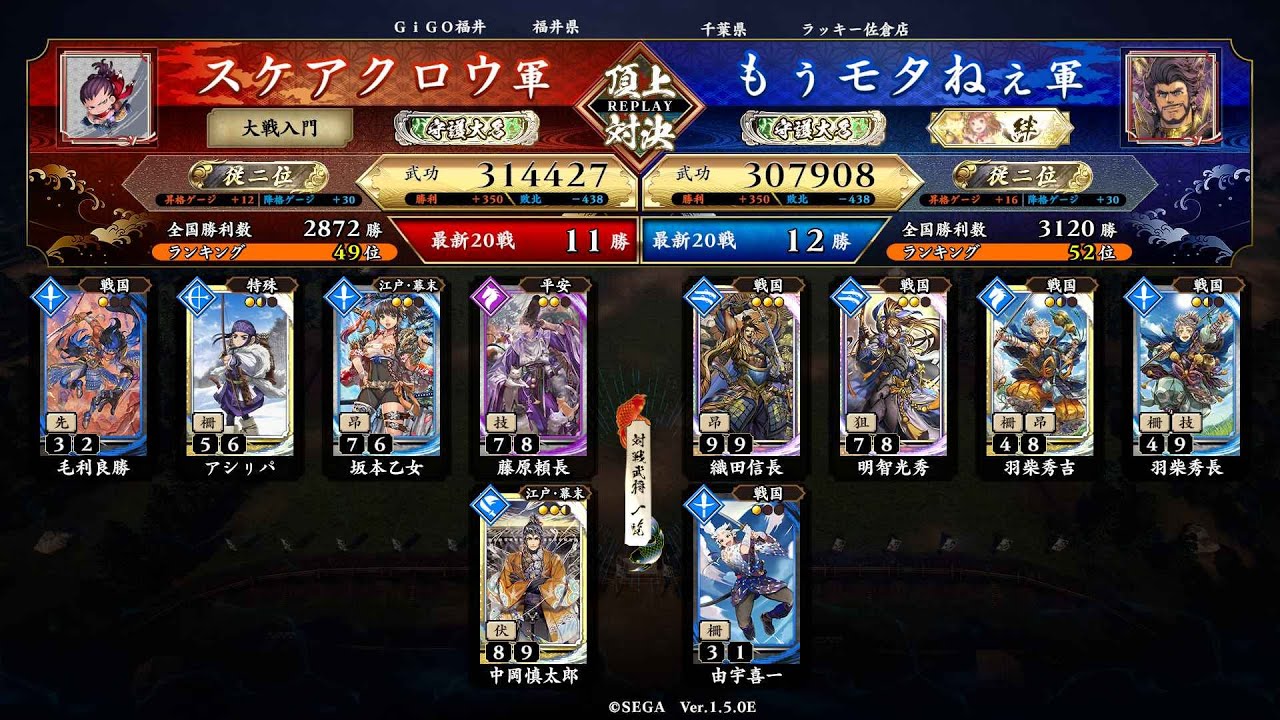 GiGO福井 福井県
千葉県 ラッキー佐倉店
スケアクロウ軍
頂上
REPLAY
対決
もぅモタねぇ軍
大戦入門
守護大名
守護大名
絆
従二位
武功 314427
昇格ゲージ +12 降格ゲージ +30
勝利 +350 敗北 -438
武功 307908
勝利 +350 敗北 -438
従二位
昇格ゲージ +16 降格ゲージ +30
全国勝利数 2872勝
ランキング 49位
最新20戦 11勝
最新20戦 12勝
全国勝利数 3120勝
ランキング 52位
戦国
先
3 2
毛利良勝
特殊
柵
5 6
アシリパ
江戸・幕末
昂
7 6
坂本乙女
平安
技
7 8
藤原頼長
戦国
昂
9 9
織田信長
戦国
狙
7 8
明智光秀
戦国
柵 昂
4 8
羽柴秀吉
戦国
柵 技
4 9
羽柴秀長
対戦武将一覧
江戸・幕末
伏
8 9
中岡慎太郎
戦国
柵
3 1
由宇喜一
©SEGA Ver.1.5.0E